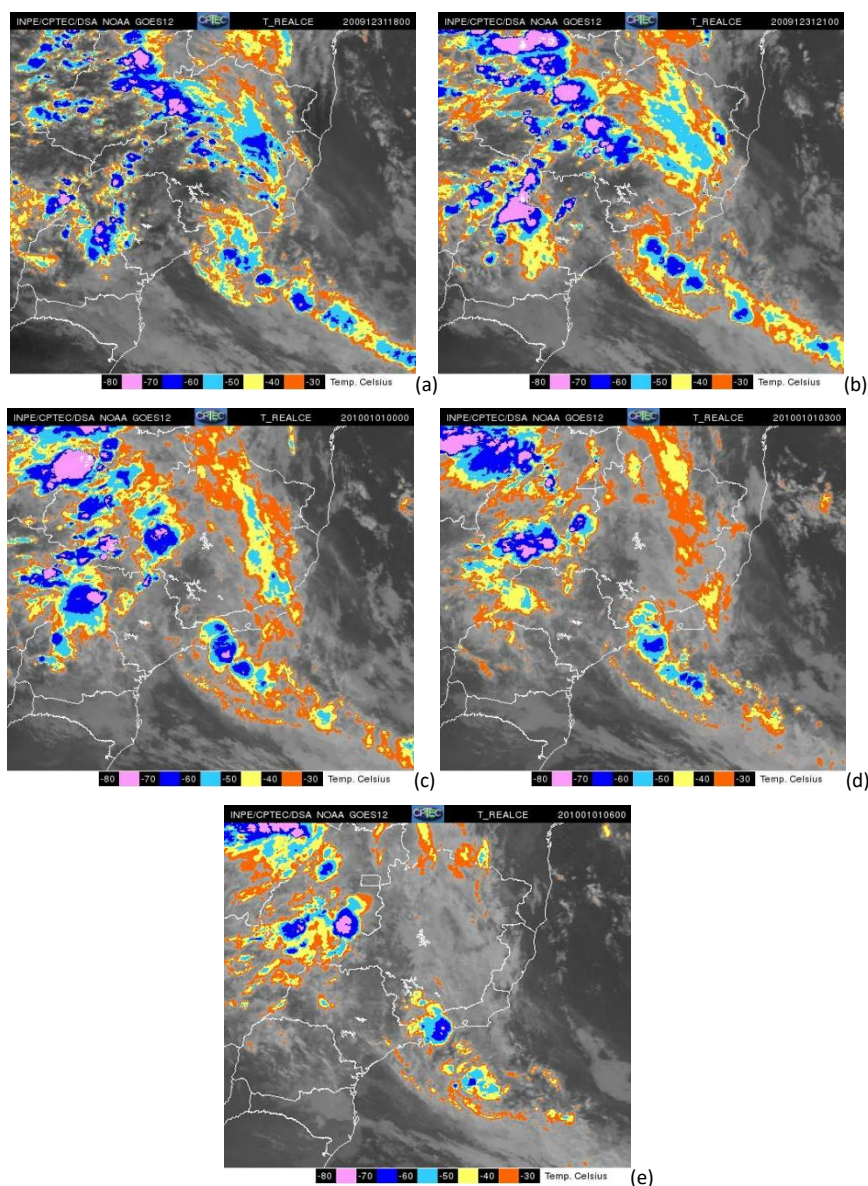 INPE/CPTEC/DSA NOAA GOES12 CPTEC T_REALCE 200912311800
-80 -70 -60 -50 -40 -30 Temp. Celsius (a)
INPE/CPTEC/DSA NOAA GOES12 CPTEC T_REALCE 200912312100
-80 -70 -60 -50 -40 -30 Temp. Celsius (b)
INPE/CPTEC/DSA NOAA GOES12 CPTEC T_REALCE 201001010000
-80 -70 -60 -50 -40 -30 Temp. Celsius (c)
INPE/CPTEC/DSA NOAA GOES12 CPTEC T_REALCE 201001010300
-80 -70 -60 -50 -40 -30 Temp. Celsius (d)
INPE/CPTEC/DSA NOAA GOES12 CPTEC T_REALCE 201001010600
-80 -70 -60 -50 -40 -30 Temp. Celsius (e)